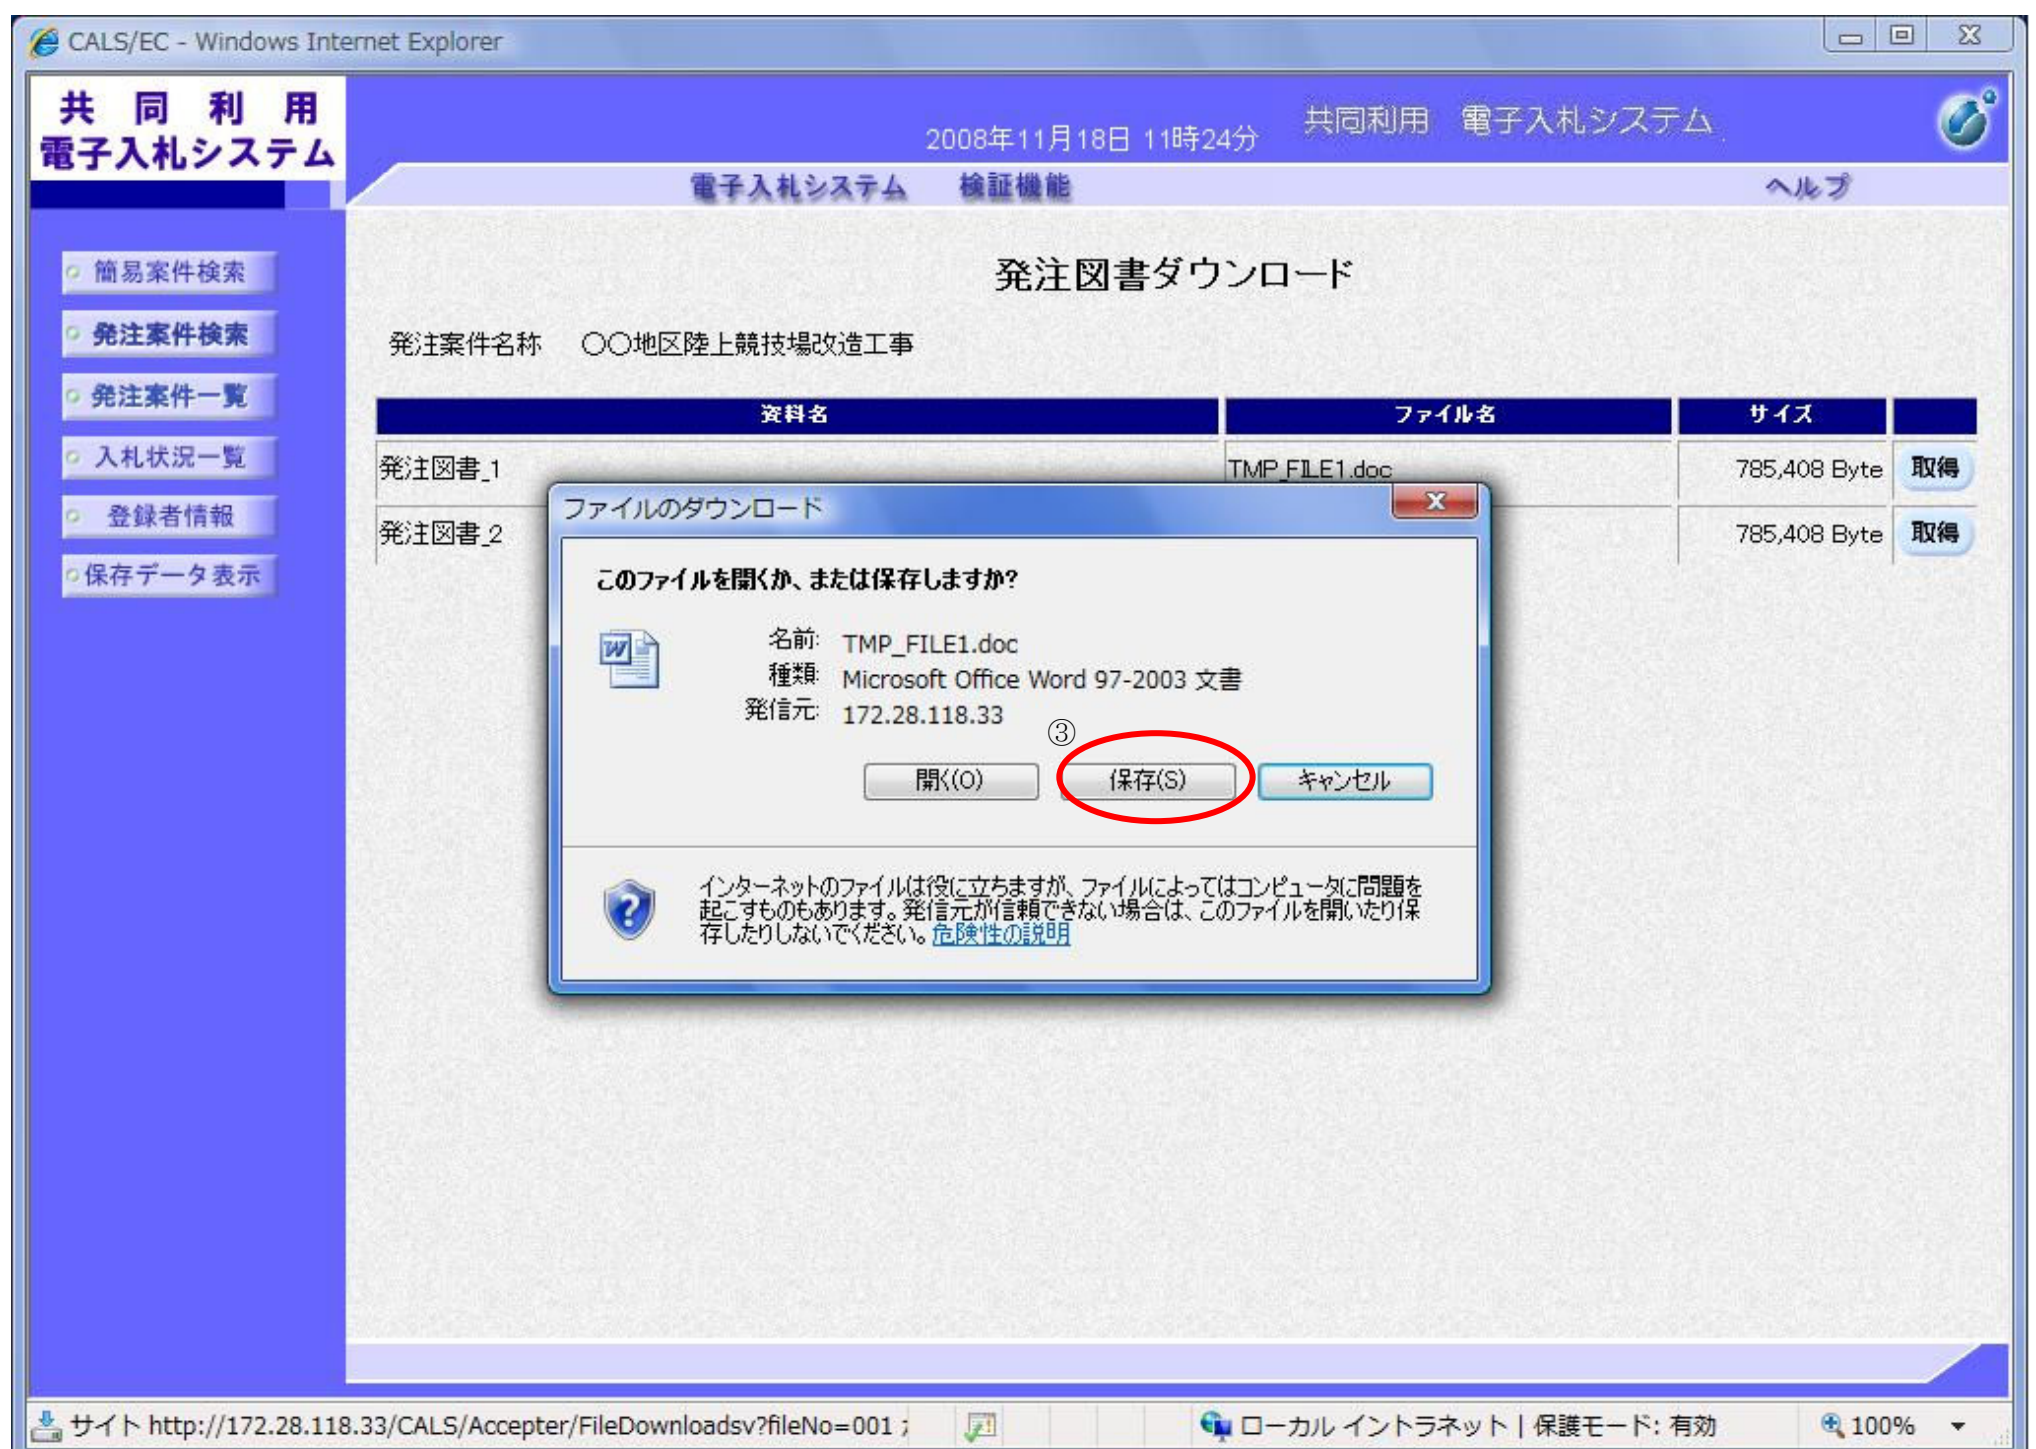 CALS/EC - Windows Internet Explorer
共同利用
電子入札システム
2008年11月18日 11時24分
共同利用 電子入札システム
電子入札システム 検証機能 ヘルプ
簡易案件検索
発注案件検索
発注案件一覧
入札状況一覧
登録者情報
保存データ表示
発注図書ダウンロード
発注案件名称 〇〇地区陸上競技場改造工事
資料名 ファイル名 サイズ
発注図書_1 TMP_FILE1.doc 785,408 Byte 取得
発注図書_2 785,408 Byte 取得
ファイルのダウンロード
このファイルを開くか、または保存しますか?
名前: TMP_FILE1.doc
種類: Microsoft Office Word 97-2003 文書
発信元: 172.28.118.33
③
開く(O) 保存(S) キャンセル
インターネットのファイルは役に立ちますが、ファイルによってはコンピュータに問題を
起こすものもあります。発信元が信頼できない場合は、このファイルを開いたり保
存したりしないでください。危険性の説明
サイト http://172.28.118.33/CALS/Accepter/FileDownloadsv?fileNo=001 ローカル イントラネット | 保護モード: 有効 100%